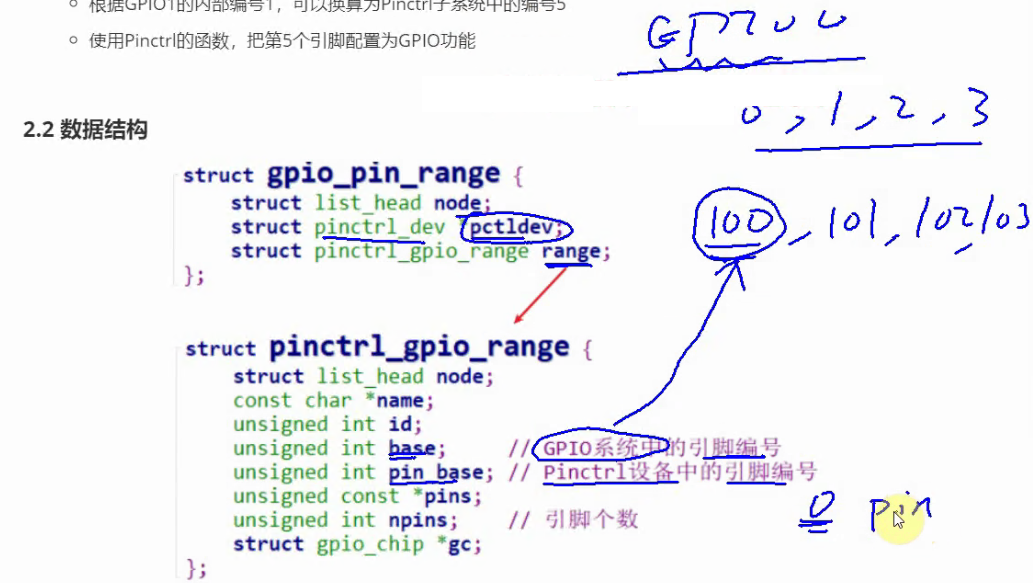 根据GPIO1的内部编号1，可以换算为Pinctrl子系统中的编号5
使用Pinctrl的函数，把第5个引脚配置为GPIO功能
2.2 数据结构
0, 1, 2, 3
100, 101, 102, 103
struct gpio_pin_range {
struct list_head node;
struct pinctrl_dev *pctldev;
struct pinctrl_gpio_range range;
};
struct pinctrl_gpio_range {
struct list_head node;
const char *name;
unsigned int id;
unsigned int base; // GPIO系统中的引脚编号
unsigned int pin_base; // Pinctrl设备中的引脚编号
unsigned const *pins;
unsigned int npins; // 引脚个数
struct gpio_chip *gc;
};
0 pin